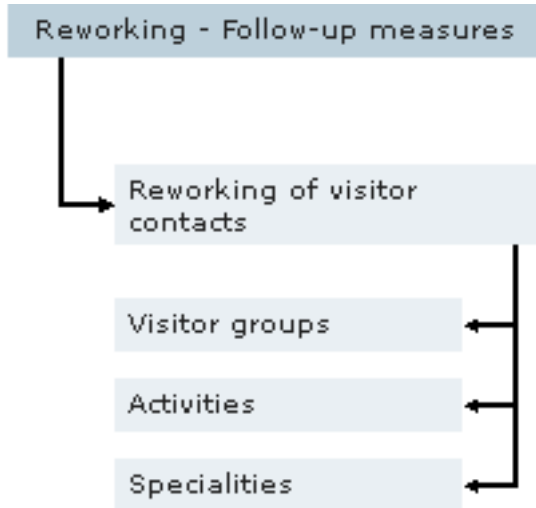 Reworking - Follow-up measures
Reworking of visitor
contacts
Visitor groups
Activities
Specialities